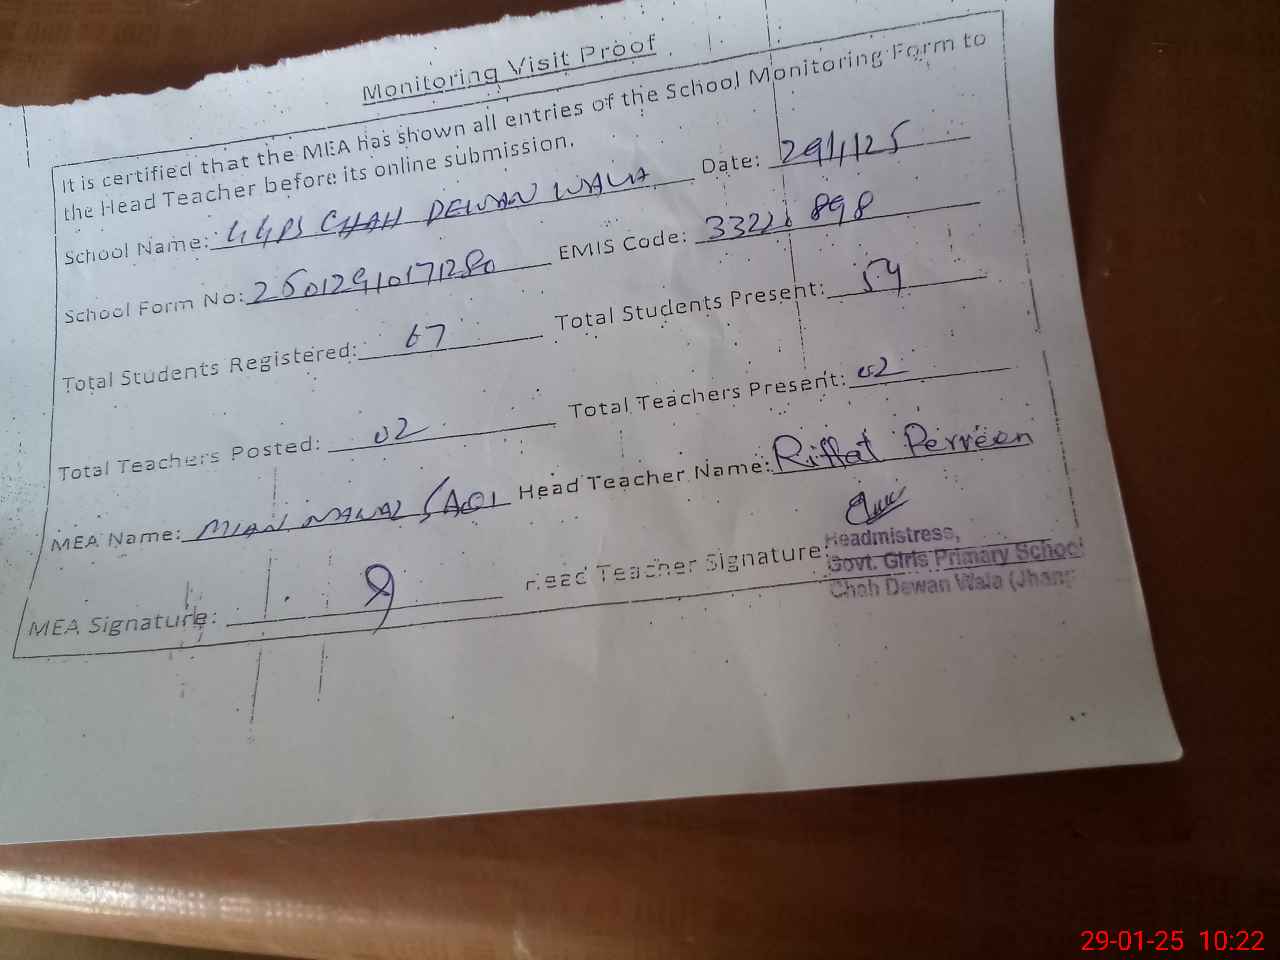 Monitoring Visit Proof
It is certified that the MEA has shown all entries of the School Monitoring Form to
the Head Teacher before its online submission.
School Name: GGPS CHAH DEWAN WALA Date: 29/1/25
School Form No: 25012910171280 EMIS Code: 33220898
Total Students Registered: 67 Total Students Present: 54
Total Teachers Posted: 02 Total Teachers Present: 02
MEA Name: MIAN NAWAZ SAQI Head Teacher Name: Riffat Perveen
MEA Signature: Head Teacher Signature:
Headmistress,
Govt. Girls Primary School
Chah Dewan Wala (Jhang
29-01-25 10:22